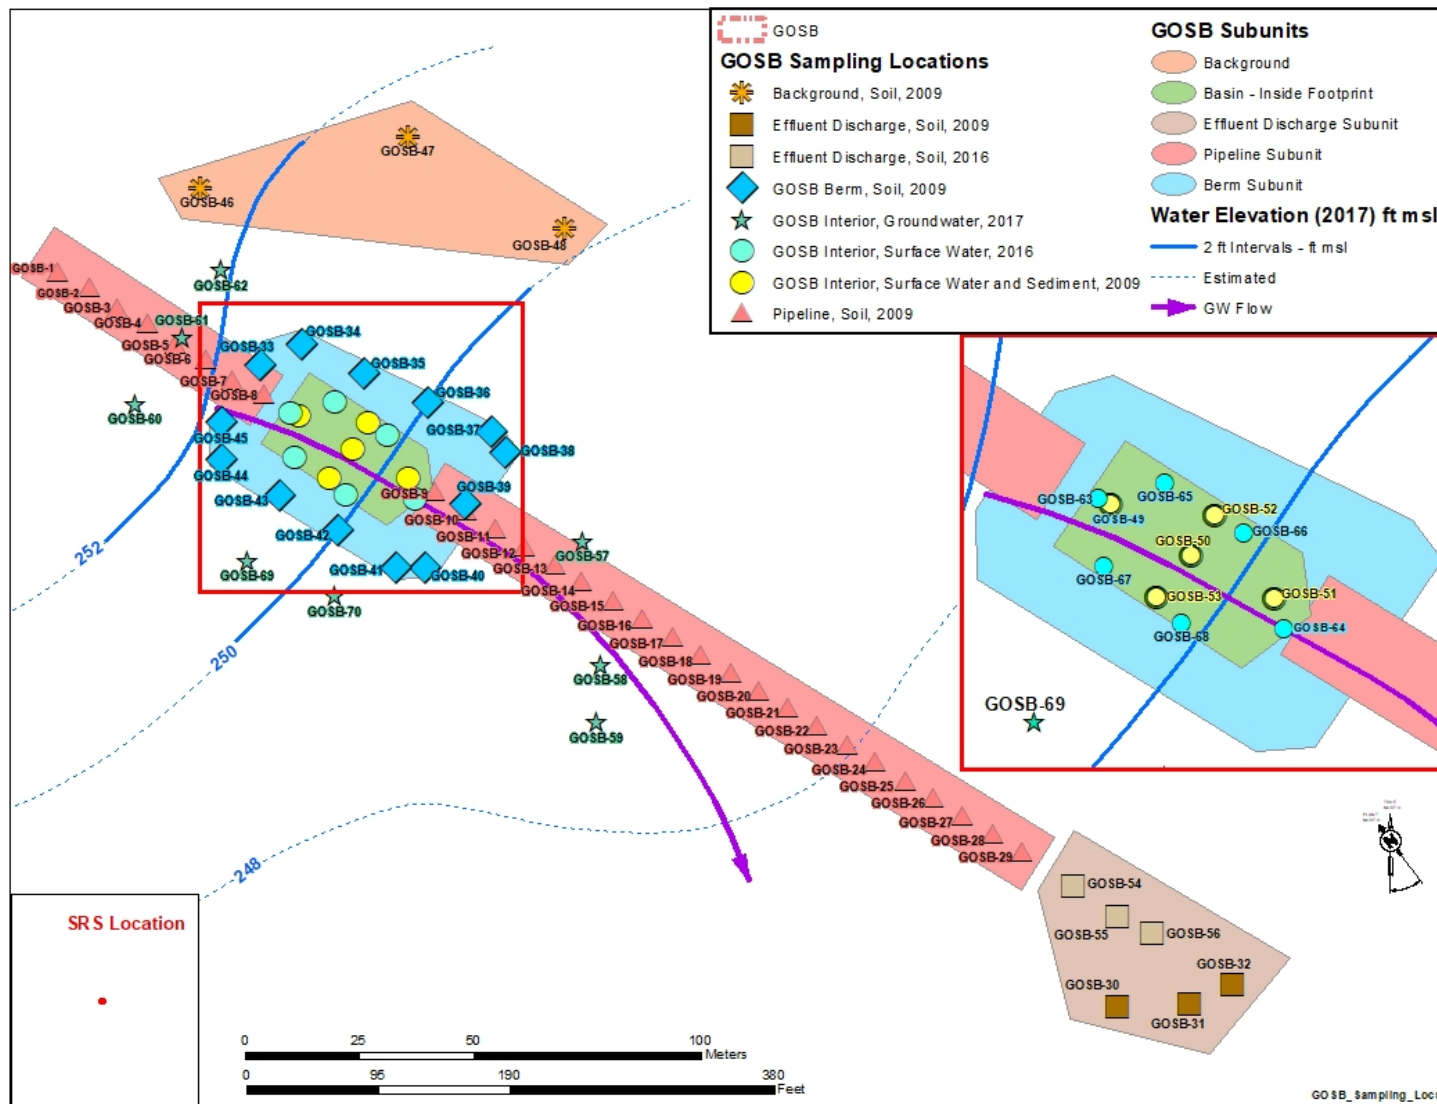 GOSB
GOSB Sampling Locations
Background, Soil, 2009
Effluent Discharge, Soil, 2009
Effluent Discharge, Soil, 2016
GOSB Berm, Soil, 2009
GOSB Interior, Groundwater, 2017
GOSB Interior, Surface Water, 2016
GOSB Interior, Surface Water and Sediment, 2009
Pipeline, Soil, 2009
GOSB Subunits
Background
Basin - Inside Footprint
Effluent Discharge Subunit
Pipeline Subunit
Berm Subunit
Water Elevation (2017) ft msl
2 ft Intervals - ft msl
Estimated
GW Flow
GOSB-47
GOSB-46
GOSB-48
GOSB-1
GOSB-2
GOSB-3
GOSB-4
GOSB-5
GOSB-6
GOSB-7
GOSB-8
GOSB-62
GOSB-61
GOSB-60
GOSB-33
GOSB-34
GOSB-35
GOSB-36
GOSB-37
GOSB-38
GOSB-39
GOSB-45
GOSB-44
GOSB-43
GOSB-42
GOSB-41
GOSB-40
GOSB-9
GOSB-10
GOSB-11
GOSB-12
GOSB-13
GOSB-14
GOSB-15
GOSB-16
GOSB-17
GOSB-18
GOSB-19
GOSB-20
GOSB-21
GOSB-22
GOSB-23
GOSB-24
GOSB-25
GOSB-26
GOSB-27
GOSB-28
GOSB-29
GOSB-57
GOSB-58
GOSB-59
GOSB-69
GOSB-70
252
250
248
GOSB-63
GOSB-49
GOSB-65
GOSB-52
GOSB-66
GOSB-50
GOSB-67
GOSB-53
GOSB-51
GOSB-68
GOSB-64
GOSB-69
GOSB-54
GOSB-55
GOSB-56
GOSB-32
GOSB-30
GOSB-31
SRS Location
0 25 50 100
Meters
0 95 190 380
Feet
GOSB_Sampling_Loc